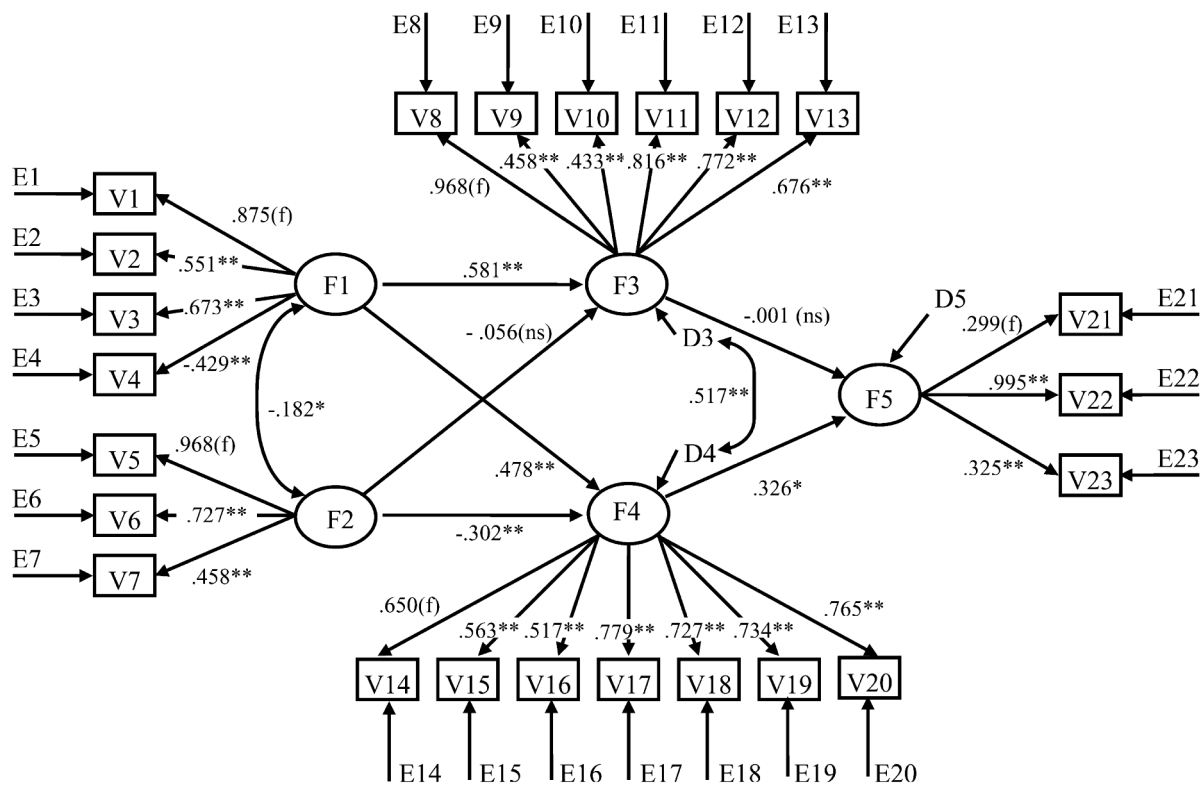 E8 E9 E10 E11 E12 E13
V8 V9 V10 V11 V12 V13
.968(f) .458** .433** .816** .772** .676**
E1 V1 .875(f)
E2 V2 .551**
E3 V3 .673**
E4 V4 -.429**
F1 .581** F3
- .056(ns)
D3
-.001 (ns)
D5
.299(f) V21 E21
-.182*
.517**
F5 .995** V22 E22
E5 V5 .968(f)
E6 V6 .727**
E7 V7 .458**
.478**
D4
.326*
.325** V23 E23
F2 -.302** F4
.650(f) .563** .517** .779** .727** .734** .765**
V14 V15 V16 V17 V18 V19 V20
E14 E15 E16 E17 E18 E19 E20